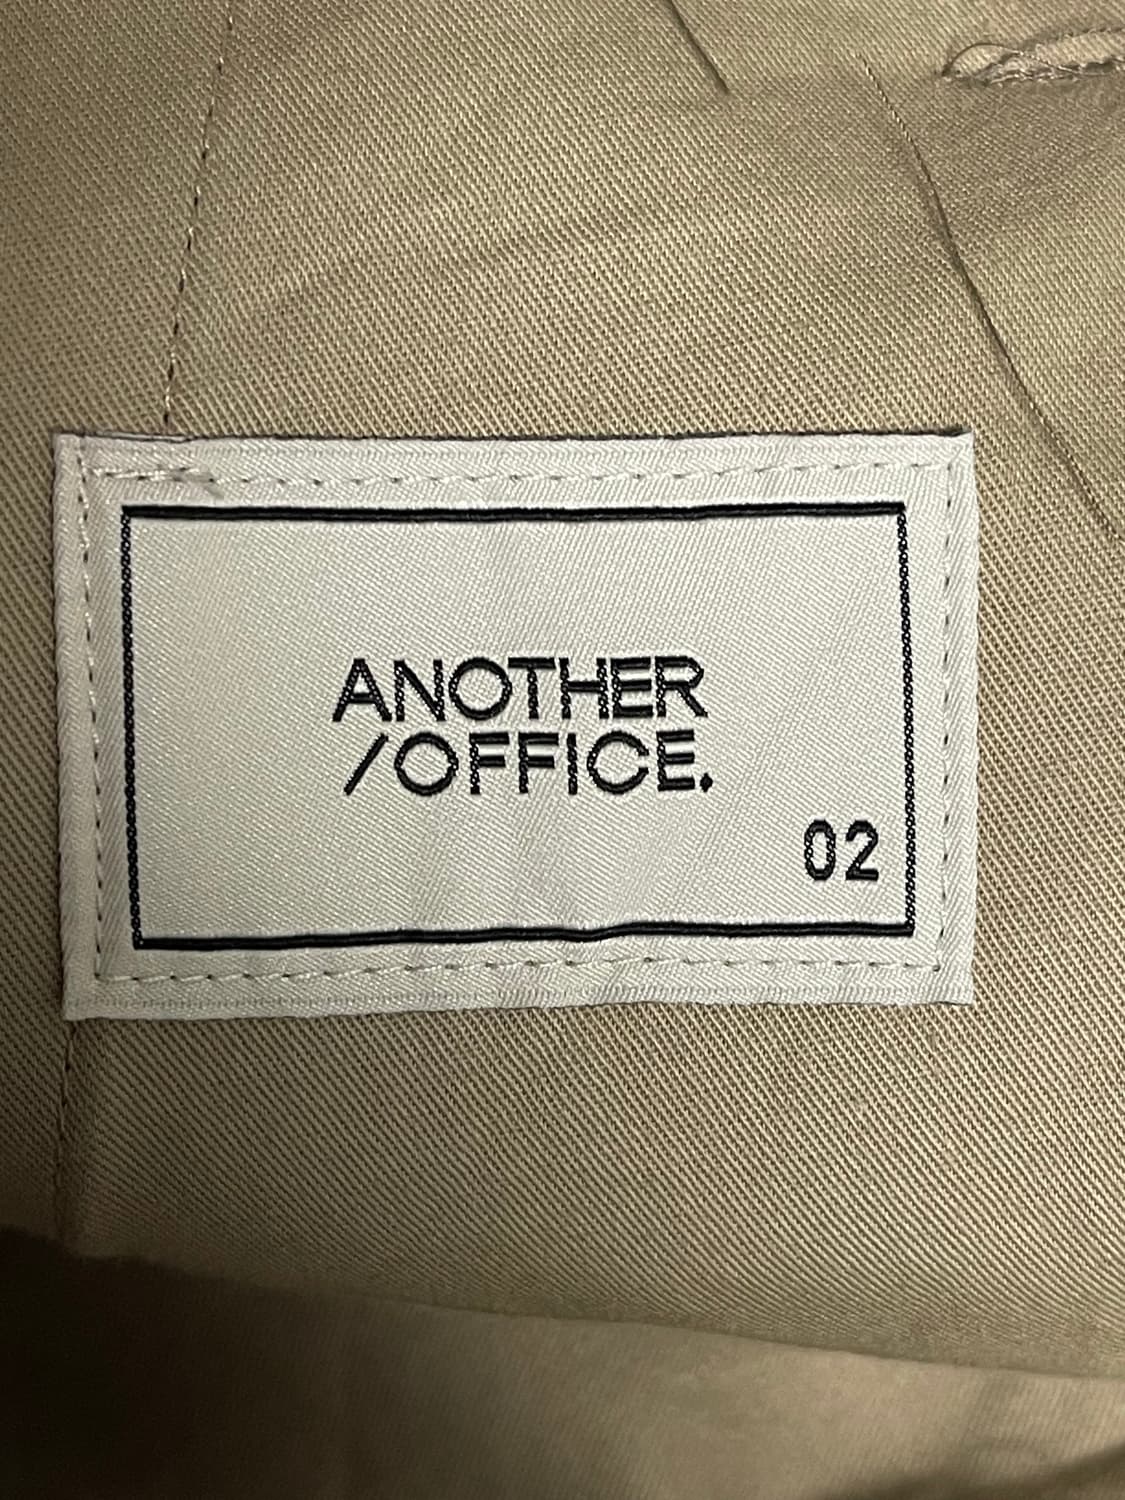 ANOTHER
/OFFICE.
02